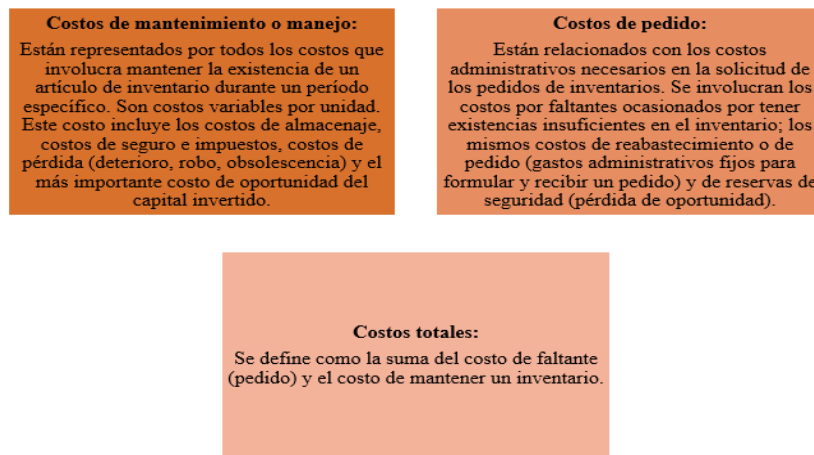 Costos de mantenimiento o manejo:
Están representados por todos los costos que
involucra mantener la existencia de un
artículo de inventario durante un período
específico. Son costos variables por unidad.
Este costo incluye los costos de almacenaje,
costos de seguro e impuestos, costos de
pérdida (deterioro, robo, obsolescencia) y el
más importante costo de oportunidad del
capital invertido.
Costos de pedido:
Están relacionados con los costos
administrativos necesarios en la solicitud de
los pedidos de inventarios. Se involucran los
costos por faltantes ocasionados por tener
existencias insuficientes en el inventario; los
mismos costos de reabastecimiento o de
pedido (gastos administrativos fijos para
formular y recibir un pedido) y de reservas de
seguridad (pérdida de oportunidad).
Costos totales:
Se define como la suma del costo de faltante
(pedido) y el costo de mantener un inventario.